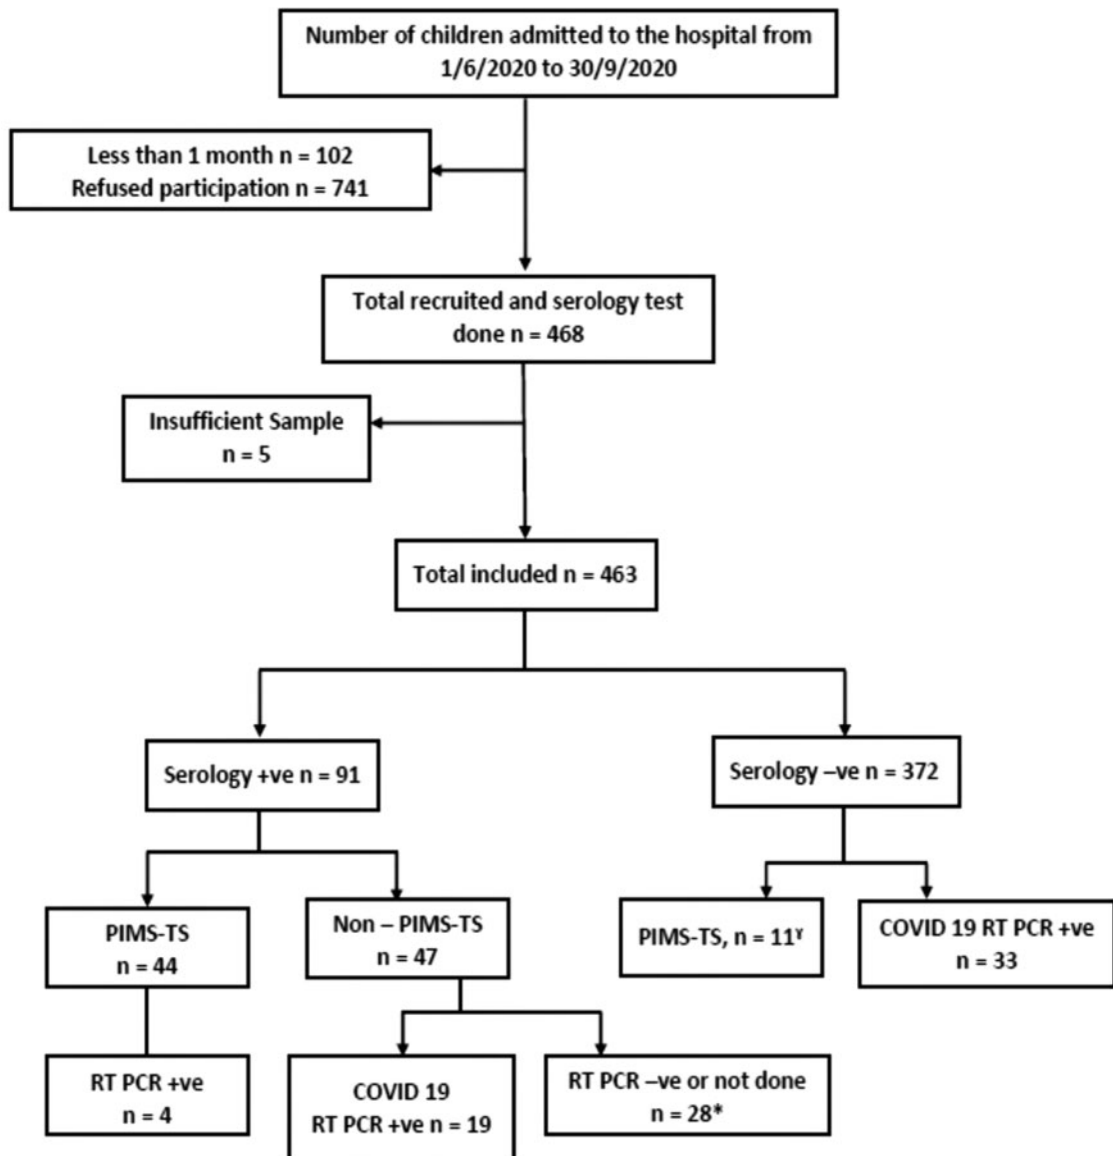 Number of children admitted to the hospital from
1/6/2020 to 30/9/2020
Less than 1 month n = 102
Refused participation n = 741
Total recruited and serology test
done n = 468
Insufficient Sample
n = 5
Total included n = 463
Serology +ve n = 91
Serology –ve n = 372
PIMS-TS
n = 44
Non – PIMS-TS
n = 47
PIMS-TS, n = 11ˠ
COVID 19 RT PCR +ve
n = 33
RT PCR +ve
n = 4
COVID 19
RT PCR +ve n = 19
RT PCR –ve or not done
n = 28*